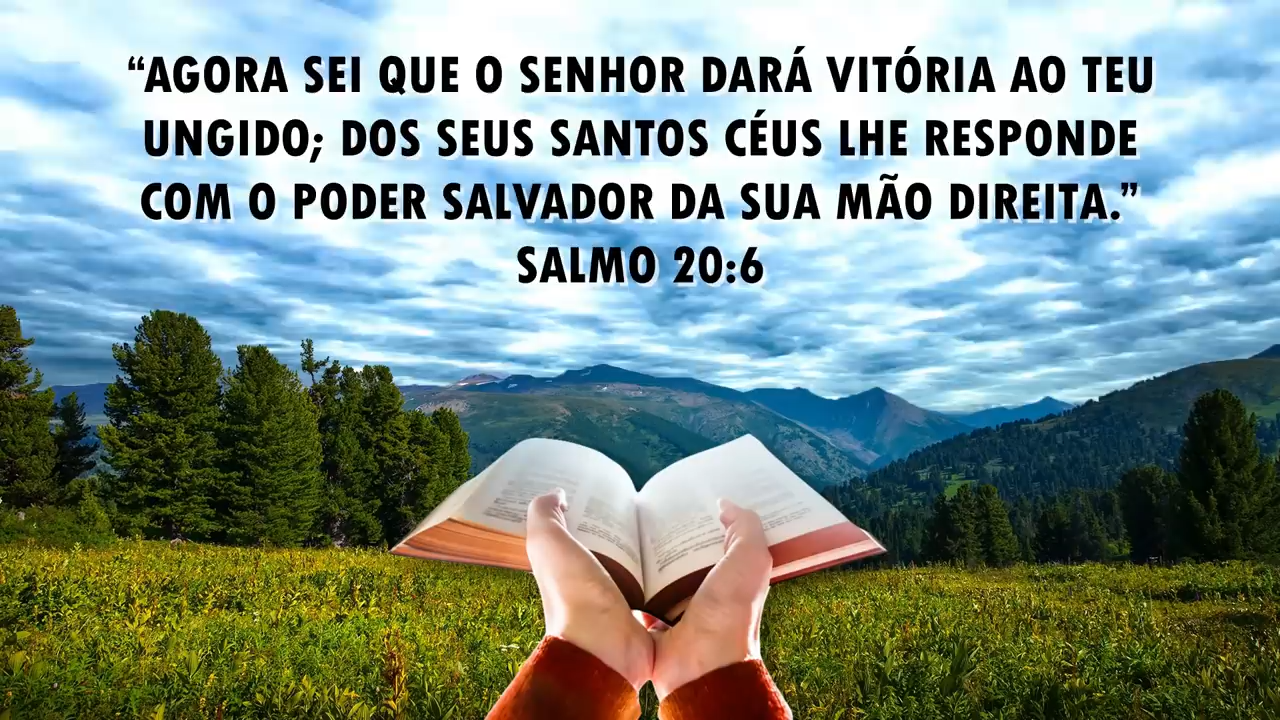 “AGORA SEI QUE O SENHOR DARÁ VITÓRIA AO TEU
UNGIDO; DOS SEUS SANTOS CÉUS LHE RESPONDE
COM O PODER SALVADOR DA SUA MÃO DIREITA.”
SALMO 20:6